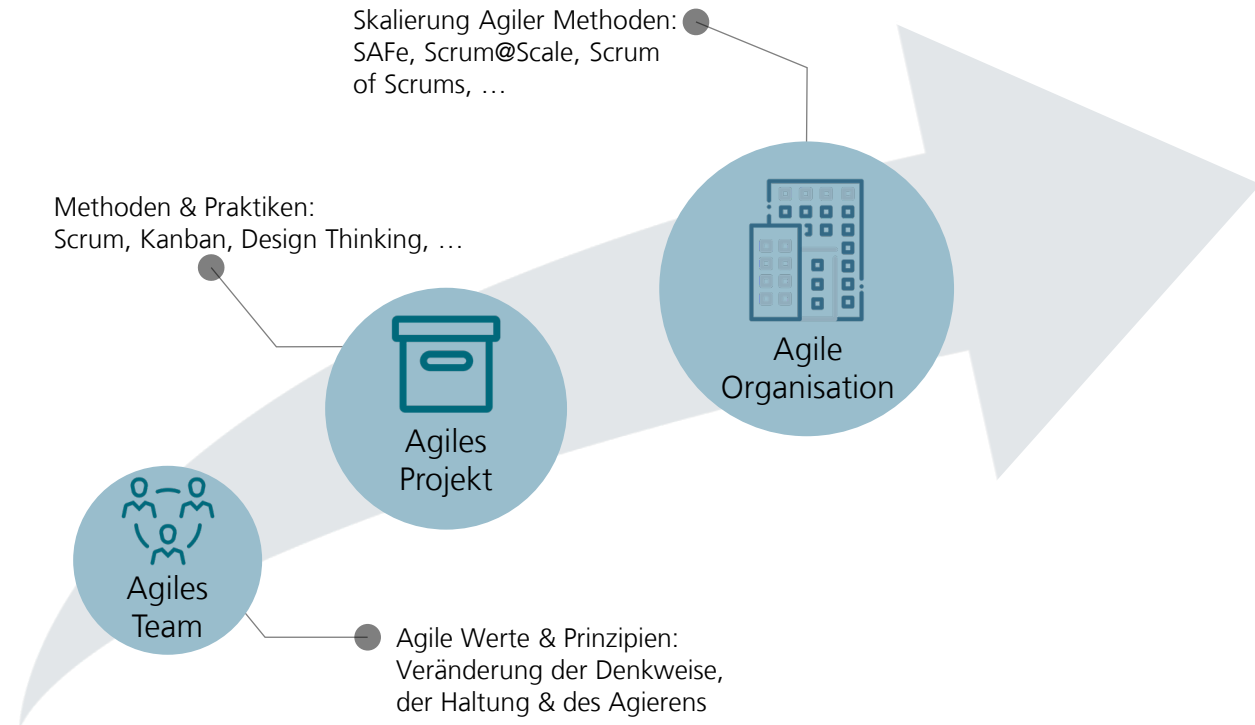 Skalierung Agiler Methoden:
SAFe, Scrum@Scale, Scrum
of Scrums, …
Methoden & Praktiken:
Scrum, Kanban, Design Thinking, …
Agile
Organisation
Agiles
Projekt
Agiles
Team
Agile Werte & Prinzipien:
Veränderung der Denkweise,
der Haltung & des Agierens